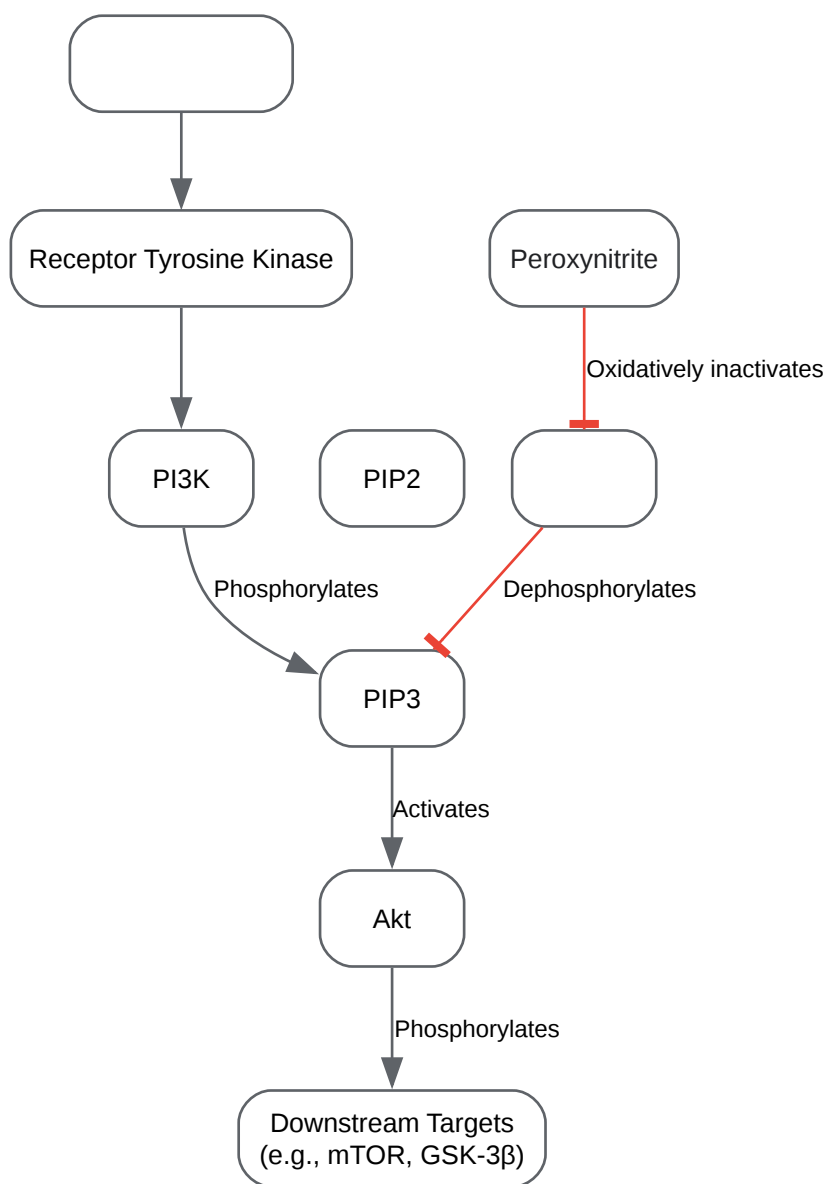 Receptor Tyrosine Kinase
Peroxynitrite
Oxidatively inactivates
PI3K
PIP2
Phosphorylates
Dephosphorylates
PIP3
Activates
Akt
Phosphorylates
Downstream Targets
(e.g., mTOR, GSK-3β)